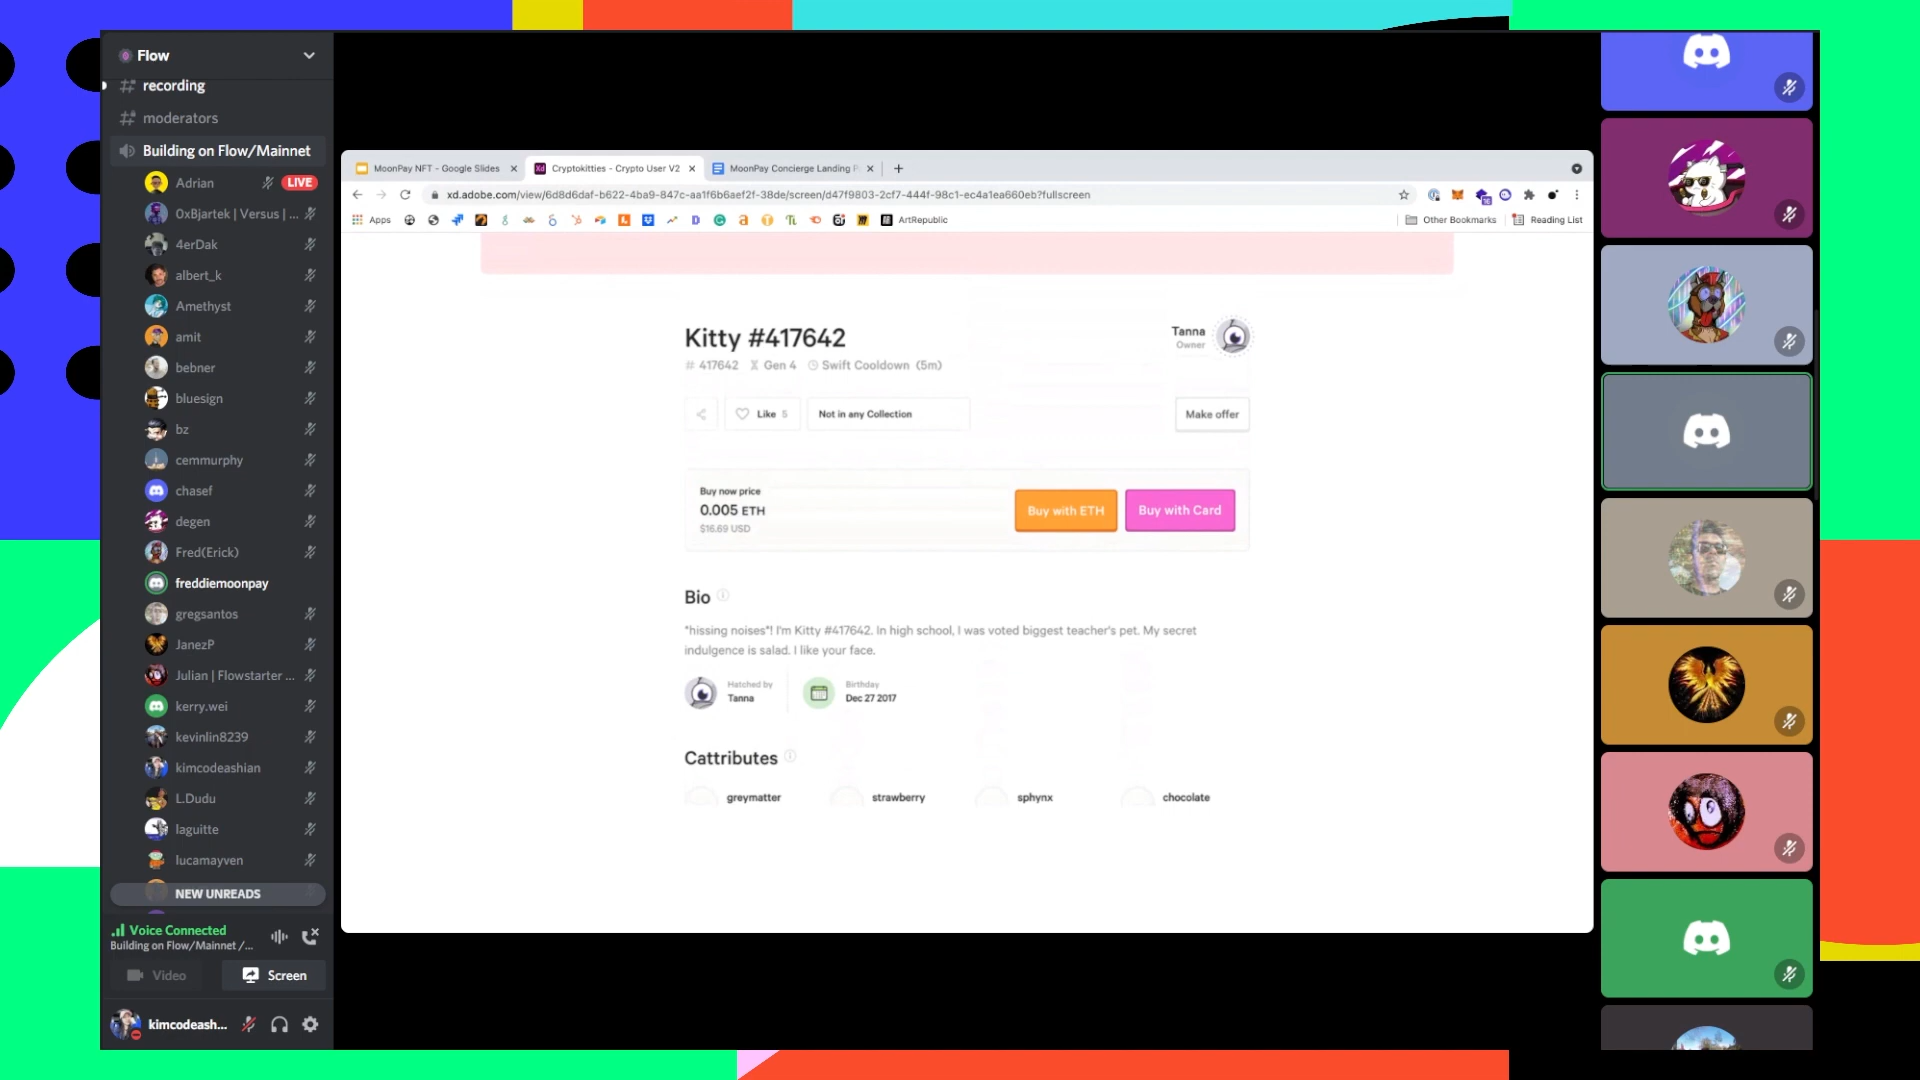 Flow
recording
moderators
Building on Flow/Mainnet
Adrian LIVE
0xBjartek | Versus | ...
4erDak
albert_k
Amethyst
amit
bebner
bluesign
bz
cemmurphy
chasef
degen
Fred(Erick)
freddiemoonpay
gregsantos
JanezP
Julian | Flowstarter ...
kerry.wei
kevinlin8239
kimcodeashian
L.Dudu
laguitte
lucamayven
NEW UNREADS
Voice Connected
Building on Flow/Mainnet /...
Video Screen
kimcodeash...
MoonPay NFT - Google Slides
Cryptokitties - Crypto User V2
MoonPay Concierge Landing P
xd.adobe.com/view/6d8d6daf-b622-4ba9-847c-aa1f6b6aef2f-38de/screen/d47f9803-2cf7-444f-98c1-ec4a1ea660eb?fullscreen
Apps ArtRepublic Other Bookmarks Reading List
Kitty #417642
# 417642 Gen 4 Swift Cooldown (5m)
Tanna
Owner
Like 5 Not in any Collection Make offer
Buy now price
0.005 ETH
$16.69 USD
Buy with ETH Buy with Card
Bio
"hissing noises"! I'm Kitty #417642. In high school, I was voted biggest teacher's pet. My secret
indulgence is salad. I like your face.
Hatched by
Tanna
Birthday
Dec 27 2017
Cattributes
greymatter strawberry sphynx chocolate